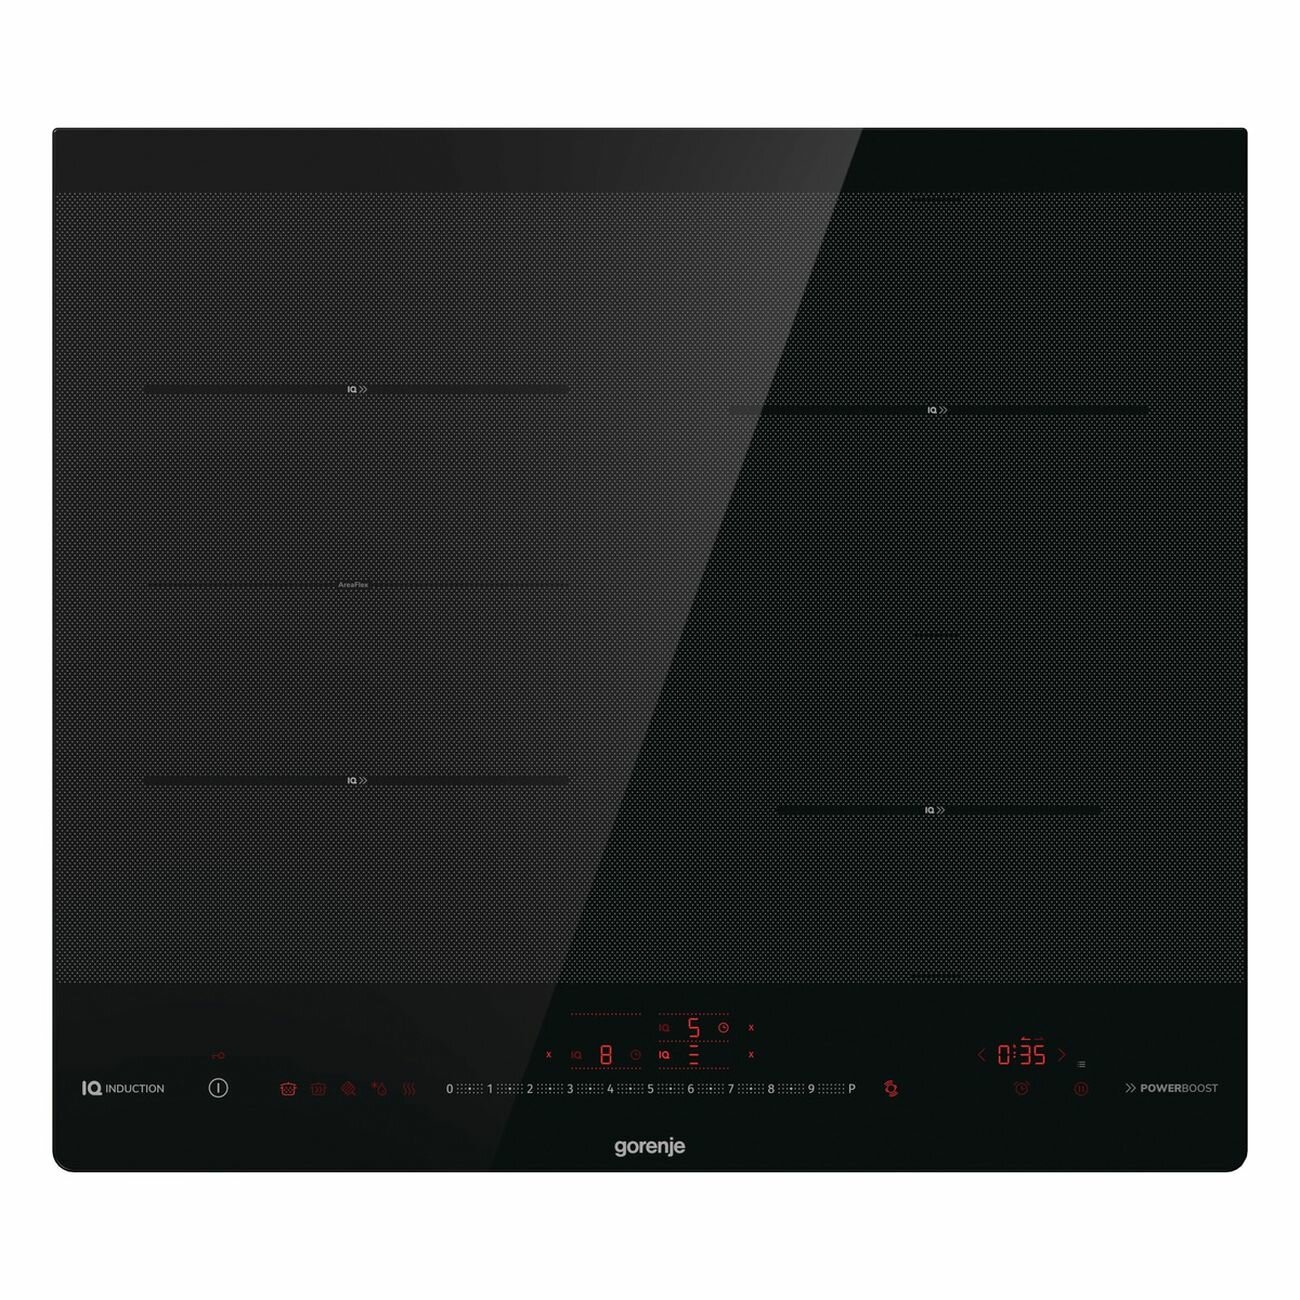 IQ
IQ
AreaFlex
IQ
IQ
IQ 5
8 IQ
IQ
0:35
IQ INDUCTION
0 1 2 3 4 5 6 7 8 9 P
POWERBOOST
gorenje